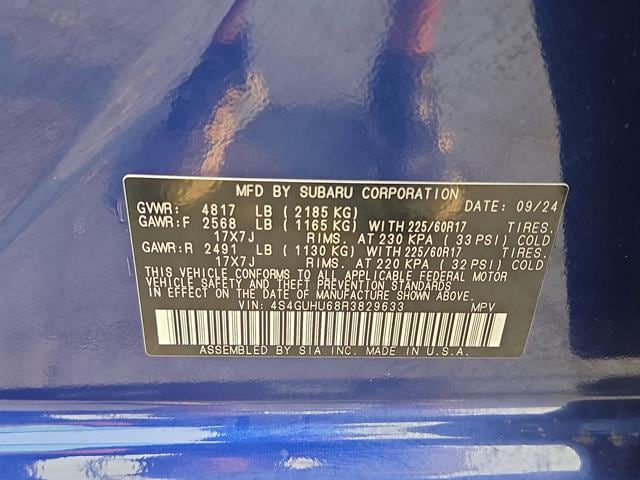 MFD BY SUBARU CORPORATION
GVWR: 4817 LB ( 2185 KG) DATE: 09/24
GAWR:F 2568 LB ( 1165 KG) WITH 225/60R17 TIRES.
17X7J RIMS. AT 230 KPA ( 33 PSI) COLD
GAWR:R 2491 LB ( 1130 KG) WITH 225/60R17 TIRES.
17X7J RIMS. AT 220 KPA ( 32 PSI) COLD
THIS VEHICLE CONFORMS TO ALL APPLICABLE FEDERAL MOTOR
VEHICLE SAFETY AND THEFT PREVENTION STANDARDS
IN EFFECT ON THE DATE OF MANUFACTURE SHOWN ABOVE.
VIN: 4S4GUHU68R3829633 MPV
ASSEMBLED BY SIA INC. MADE IN U.S.A.